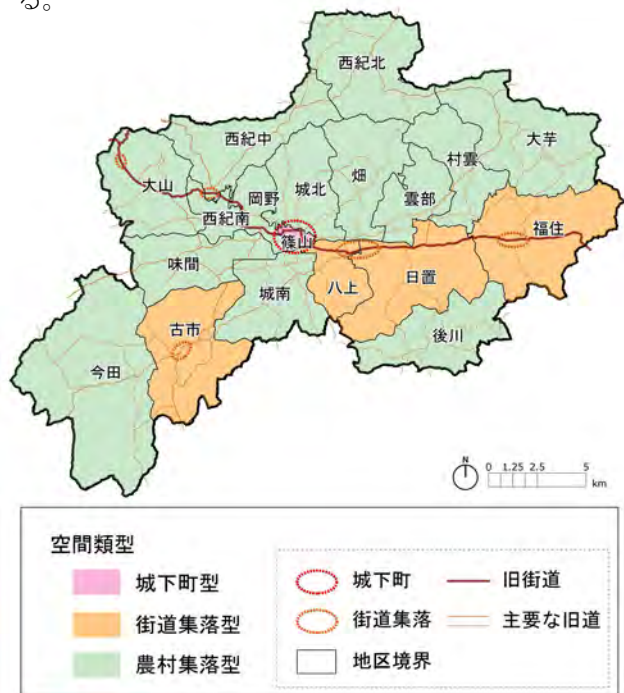 る。
西紀北
西紀中
大芋
村雲
畑
大山
岡野
城北
雲部
西紀南
福住
篠山
味間
日置
八上
城南
古市
後川
今田
N
0 1.25 2.5 5
km
空間類型
城下町型
街道集落型
農村集落型
城下町
旧街道
街道集落
主要な旧道
地区境界